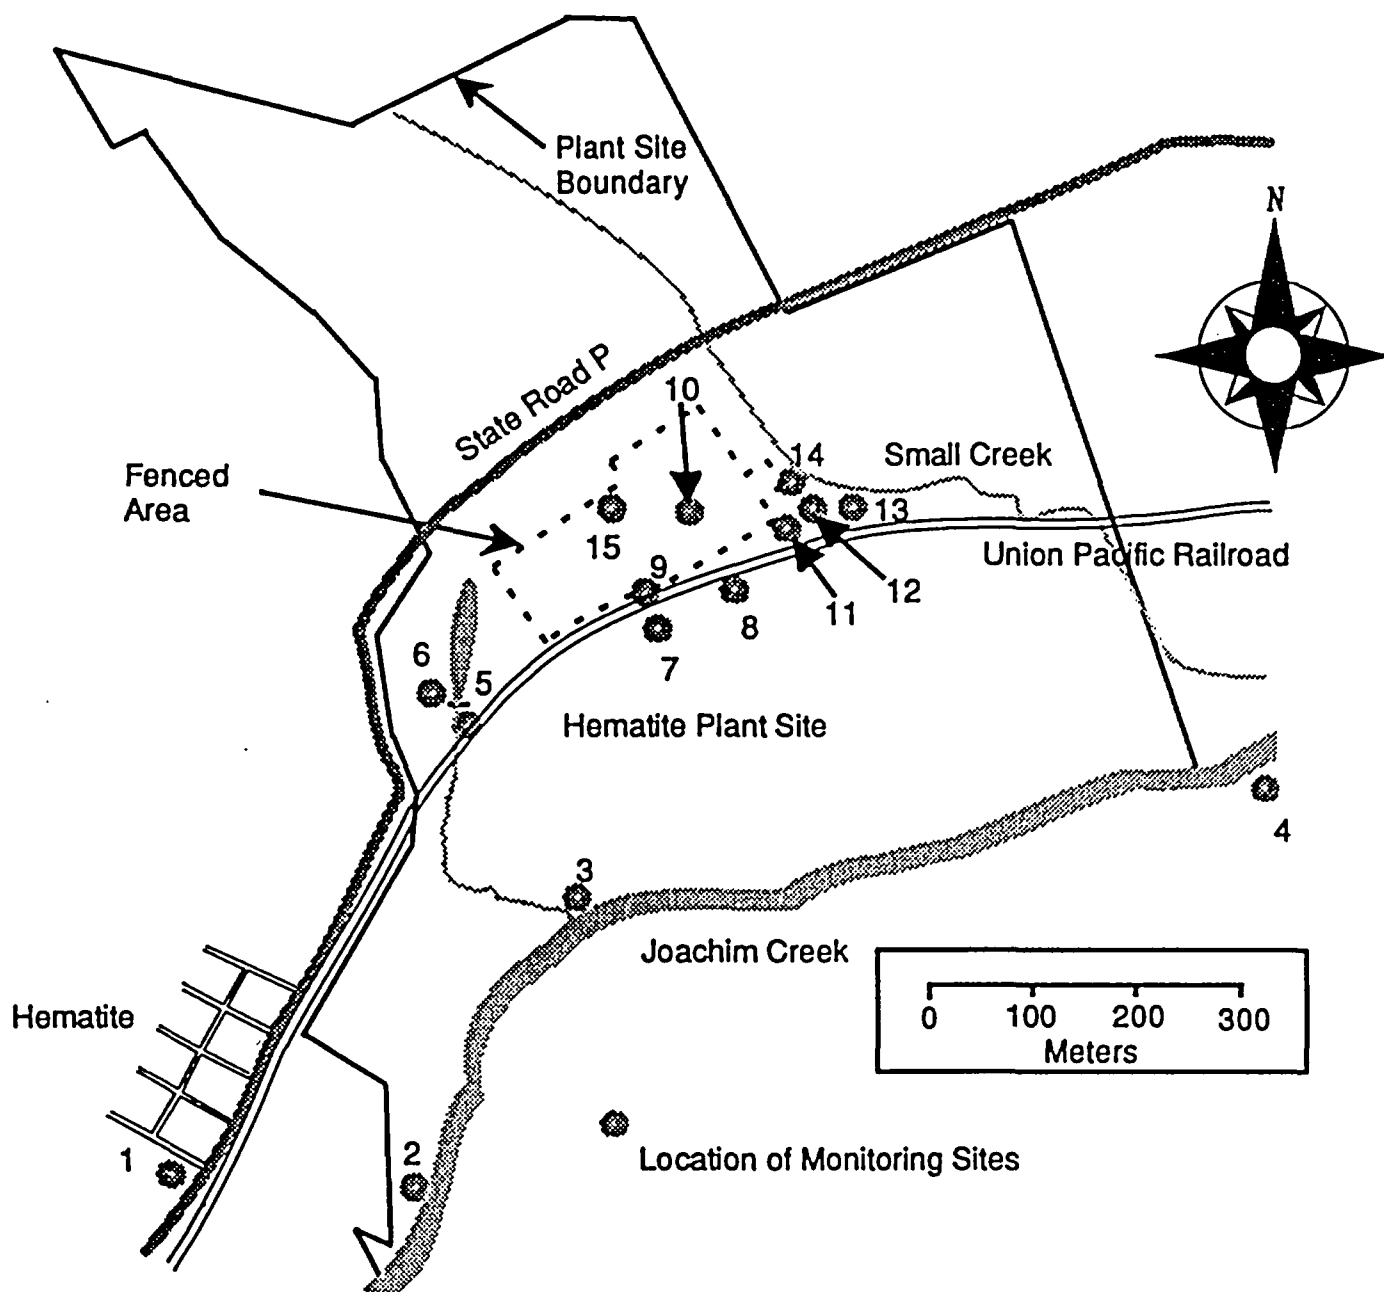 Plant Site
Boundary
N
State Road P
10
Fenced
Area
14
Small Creek
15
13
9
Union Pacific Railroad
12
11
8
7
6
5
Hematite Plant Site
4
3
Joachim Creek
Hematite
0 100 200 300
Meters
1
2
Location of Monitoring Sites